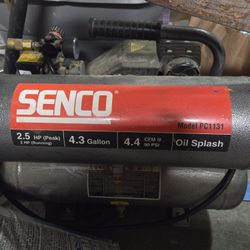 SENCO
Model PC1131
2.5 HP (Peak)
2 HP (Running)
4.3 Gallon
4.4 CFM @
90 PSI
Oil Splash